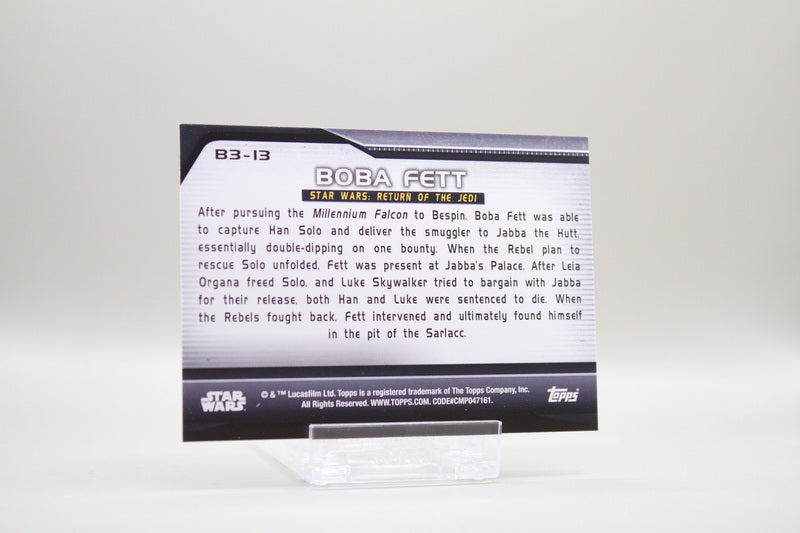 B3-13
BOBA FETT
STAR WARS: RETURN OF THE JEDI
After pursuing the Millennium Falcon to Bespin, Boba Fett was able
to capture Han Solo and deliver the smuggler to Jabba the Hutt,
essentially double-dipping on one bounty. When the Rebel plan to
rescue Solo unfolded, Fett was present at Jabba's Palace. After Leia
Organa freed Solo, and Luke Skywalker tried to bargain with Jabba
for their release, both Han and Luke were sentenced to die. When
the Rebels fought back, Fett intervened and ultimately found himself
in the pit of the Sarlacc.
STAR WARS
© & ™ Lucasfilm Ltd. Topps is a registered trademark of The Topps Company, Inc.
All Rights Reserved. WWW.TOPPS.COM. CODE#CMP047161.
Topps